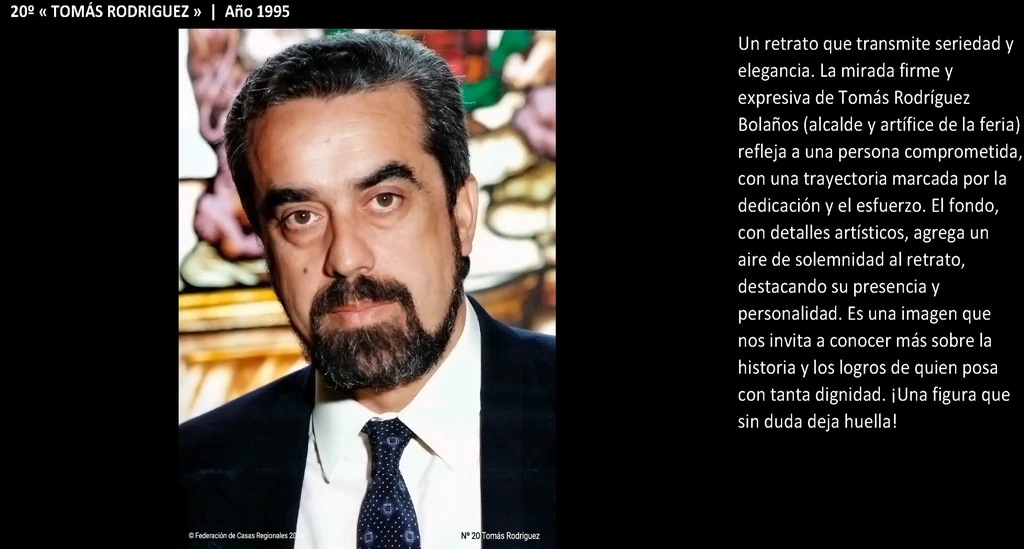 20º « TOMÁS RODRIGUEZ » | Año 1995
Un retrato que transmite seriedad y
elegancia. La mirada firme y
expresiva de Tomás Rodríguez
Bolaños (alcalde y artífice de la feria)
refleja a una persona comprometida,
con una trayectoria marcada por la
dedicación y el esfuerzo. El fondo,
con detalles artísticos, agrega un
aire de solemnidad al retrato,
destacando su presencia y
personalidad. Es una imagen que
nos invita a conocer más sobre la
historia y los logros de quien posa
con tanta dignidad. ¡Una figura que
sin duda deja huella!
© Federación de Casas Regionales
Nº 20 Tomás Rodriguez